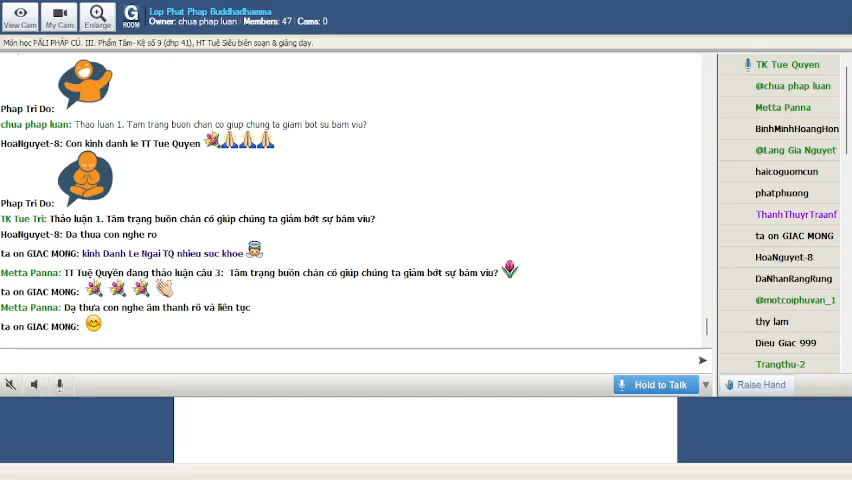 Lop Phat Phap Buddhadhamma
Owner: chua phap luan | Members: 47 | Cams: 0
View Cam
My Cam
Enlarge
G
ROOM
Môn học PĀLI PHÁP CÚ. III. Phẩm Tâm- Kệ số 9 (dhp 41), HT Tuệ Siêu biên soạn & giảng dạy.
Phap Tri Do:
chua phap luan: Thao luan 1. Tam trang buon chan co giup chung ta giam bot su bam viu?
HoaNguyet-8: Con kinh danh le TT Tue Quyen
Phap Tri Do:
TK Tue Tri: Thảo luận 1. Tâm trạng buồn chán có giúp chúng ta giảm bớt sự bám víu?
HoaNguyet-8: Da thua con nghe ro
ta on GIAC MONG: kinh Danh Le Ngai TQ nhieu suc khoe
Metta Panna: TT Tuệ Quyền đang thảo luận câu 3: Tâm trạng buồn chán có giúp chúng ta giảm bớt sự bám víu?
ta on GIAC MONG:
Metta Panna: Dạ thưa con nghe âm thanh rõ và liên tục
ta on GIAC MONG:
TK Tue Quyen
@chua phap luan
Metta Panna
BinhMinhHoangHon
@Lang Gia Nguyet
haicoguomcun
phatphuong
ThanhThuyrTraanf
ta on GIAC MONG
HoaNguyet-8
DaNhanRangRung
@motcoiphuvan_1
thy lam
Dieu Giac 999
Trangthu-2
Hold to Talk
Raise Hand